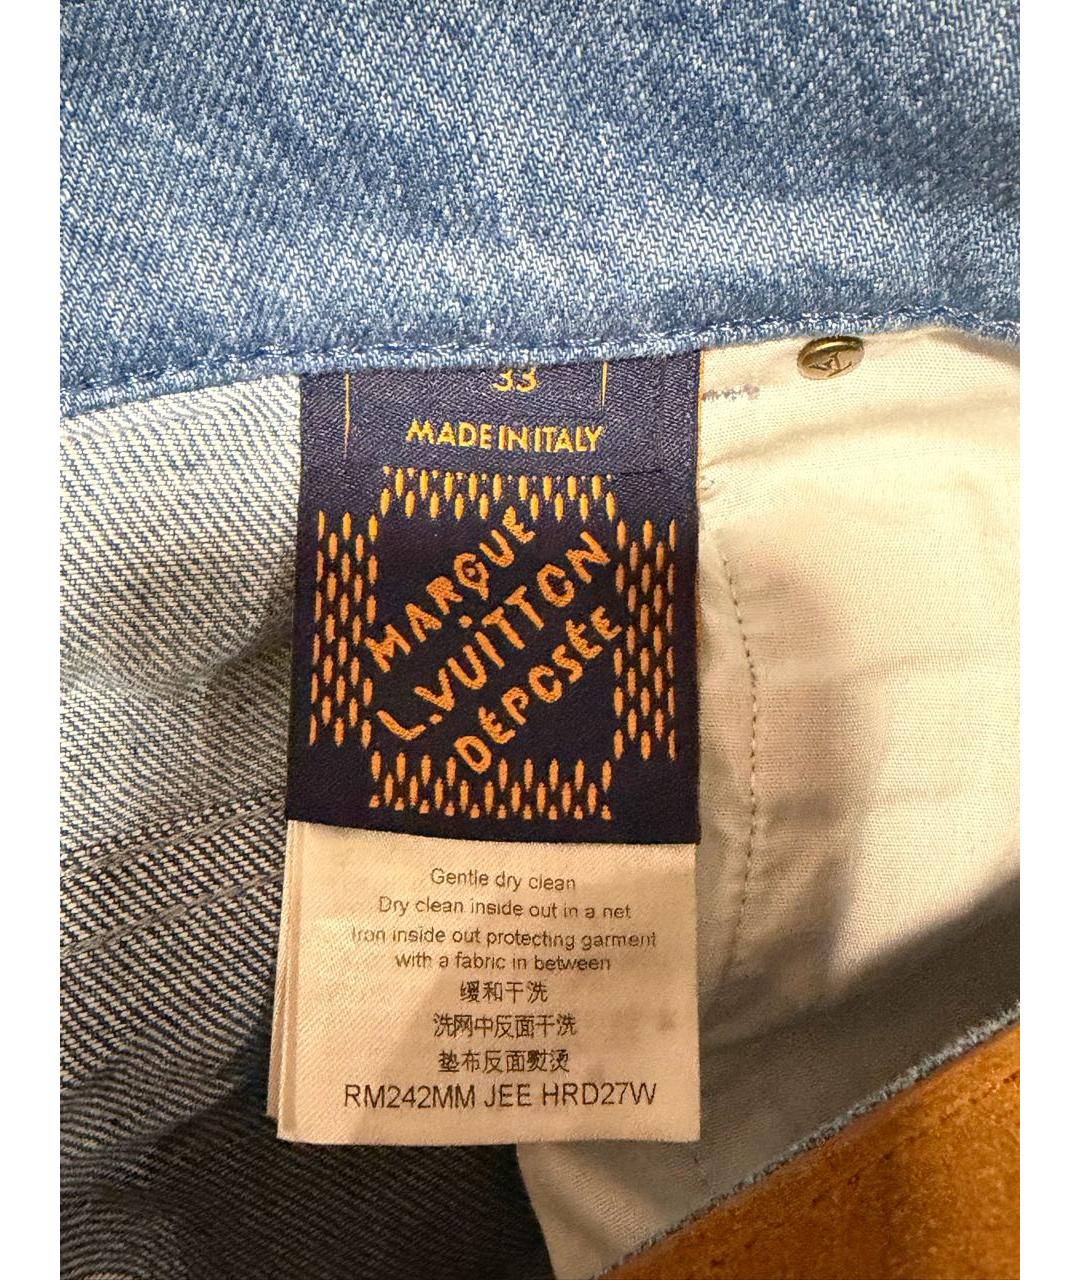 33
MADE IN ITALY
MARQUE
L.VUITTON
DÉPOSÉE
Gentle dry clean
Dry clean inside out in a net
Iron inside out protecting garment
with a fabric in between
缓和干洗
洗网中反面干洗
垫布反面熨烫
RM242MM JEE HRD27W